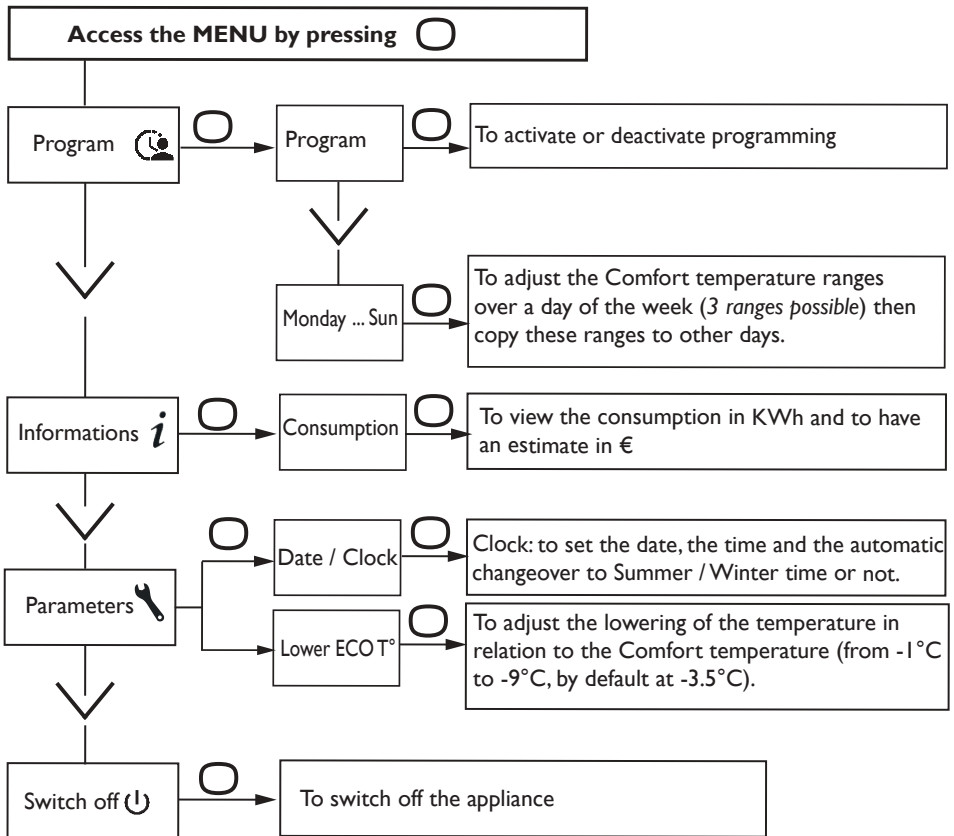 Access the MENU by pressing
Program
Program
To activate or deactivate programming
Monday ... Sun
To adjust the Comfort temperature ranges
over a day of the week (3 ranges possible) then
copy these ranges to other days.
Informations i
Consumption
To view the consumption in KWh and to have
an estimate in €
Parameters
Date / Clock
Clock: to set the date, the time and the automatic
changeover to Summer / Winter time or not.
Lower ECO T°
To adjust the lowering of the temperature in
relation to the Comfort temperature (from -1°C
to -9°C, by default at -3.5°C).
Switch off
To switch off the appliance